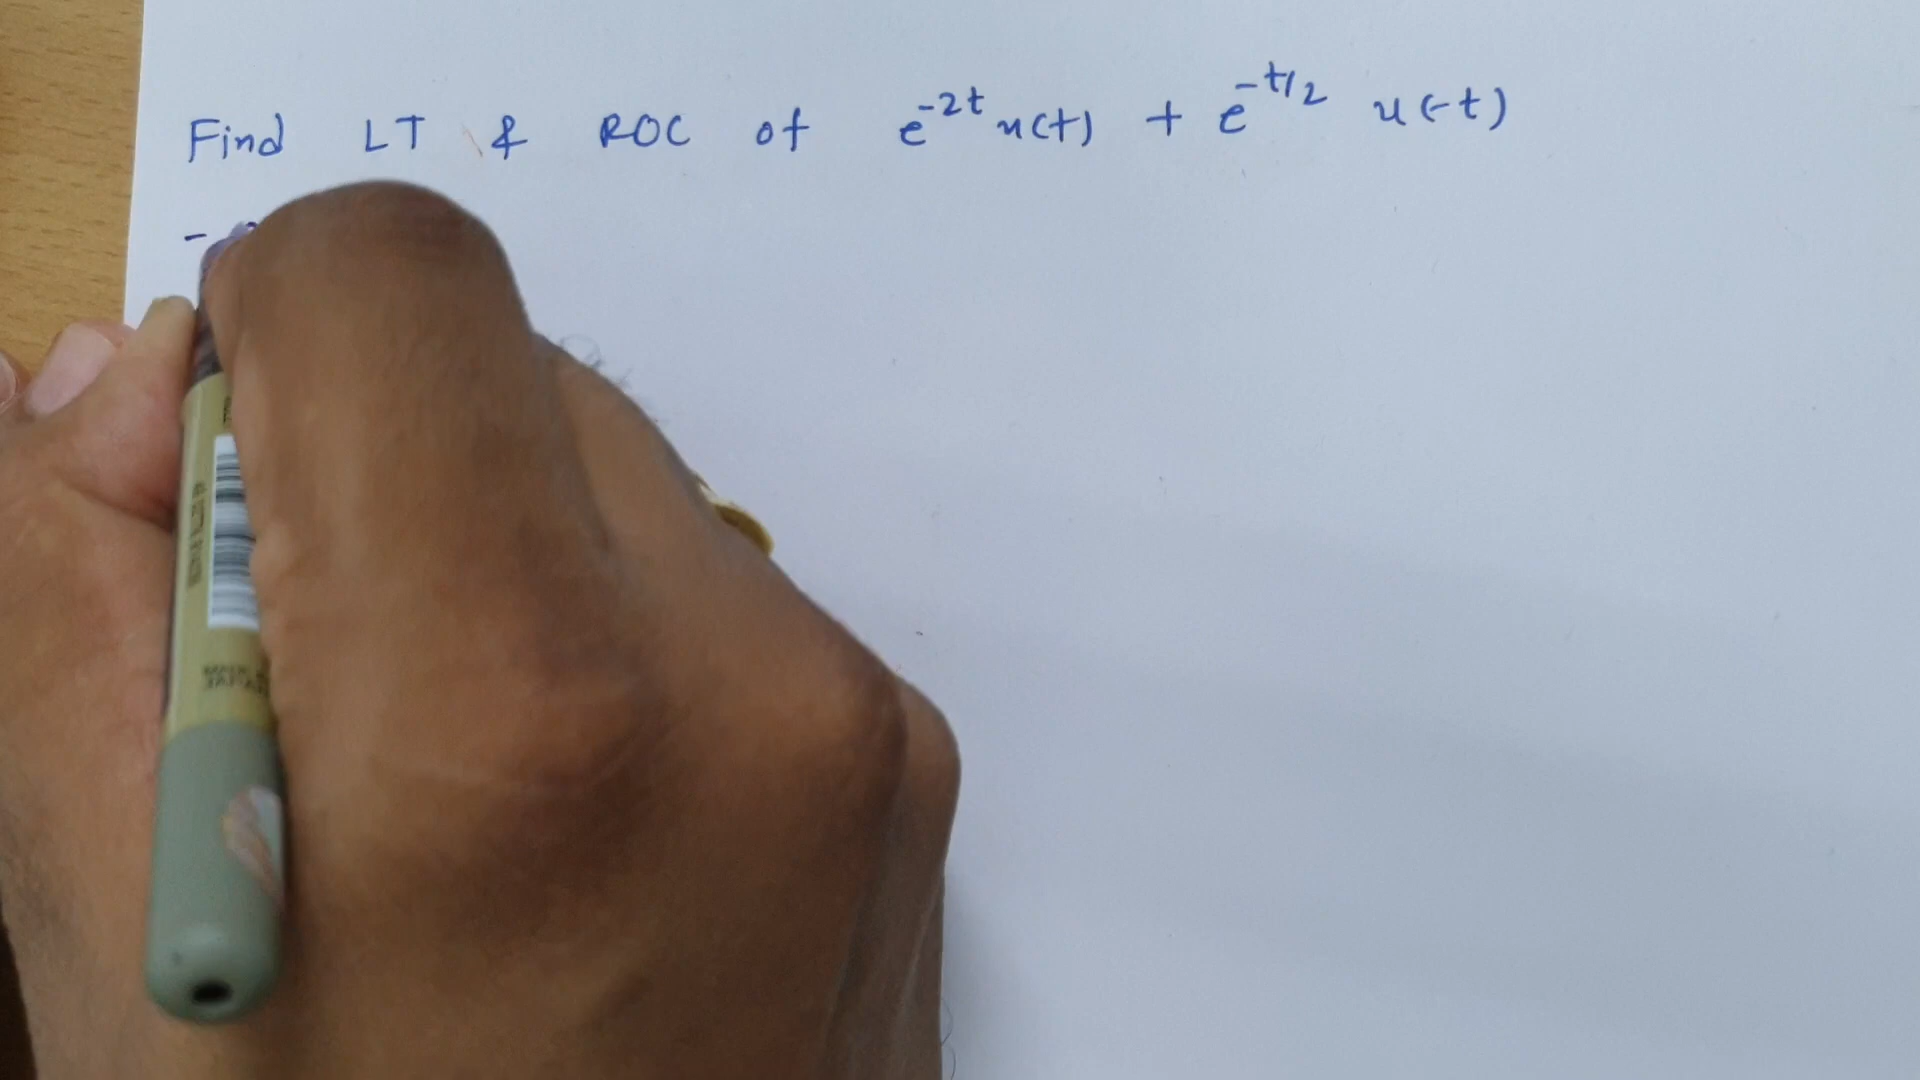 Find LT & ROC of e^{-2t} u(t) + e^{-t/2} u(-t)
-